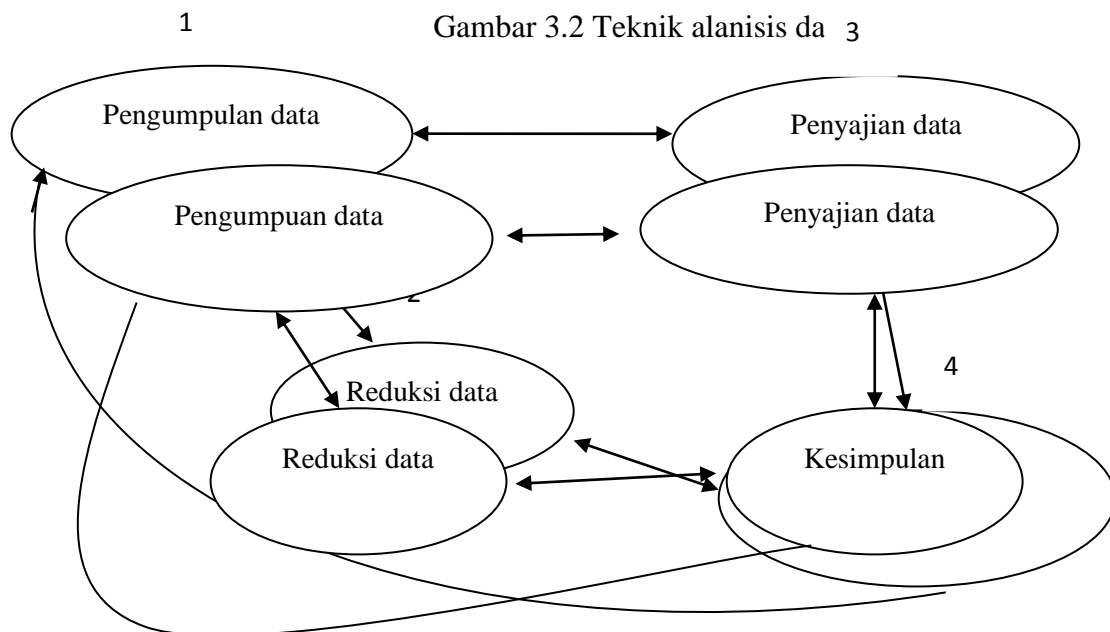 1
Gambar 3.2 Teknik alanisis da
3
Pengumpulan data
Penyajian data
Pengumpuan data
Penyajian data
4
Reduksi data
Reduksi data
Kesimpulan